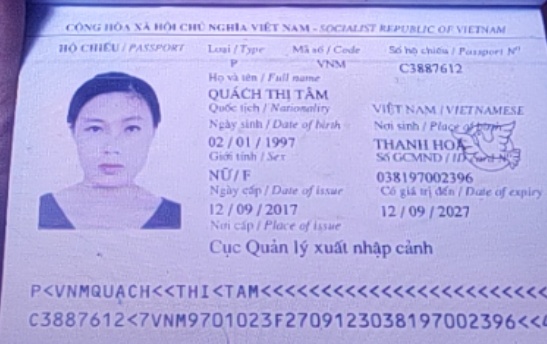 CỘNG HÒA XÃ HỘI CHỦ NGHĨA VIỆT NAM - SOCIALIST REPUBLIC OF VIETNAM
HỘ CHIẾU / PASSPORT Loại / Type Mã số / Code Số hộ chiếu / Passport Nº
P VNM C3887612
Họ và tên / Full name
QUÁCH THỊ TÂM
Quốc tịch / Nationality VIỆT NAM / VIETNAMESE
Ngày sinh / Date of birth Nơi sinh / Place of birth
02 / 01 / 1997 THANH HOÁ
Giới tính / Sex Số GCMND / ID Card Nº
NỮ / F 038197002396
Ngày cấp / Date of issue Có giá trị đến / Date of expiry
12 / 09 / 2017 12 / 09 / 2027
Nơi cấp / Place of issue
Cục Quản lý xuất nhập cảnh
P<VNMQUACH<<THI<TAM<<<<<<<<<<<<<<<<<<<<<<<<
C3887612<7VNM9701023F2709123038197002396<<